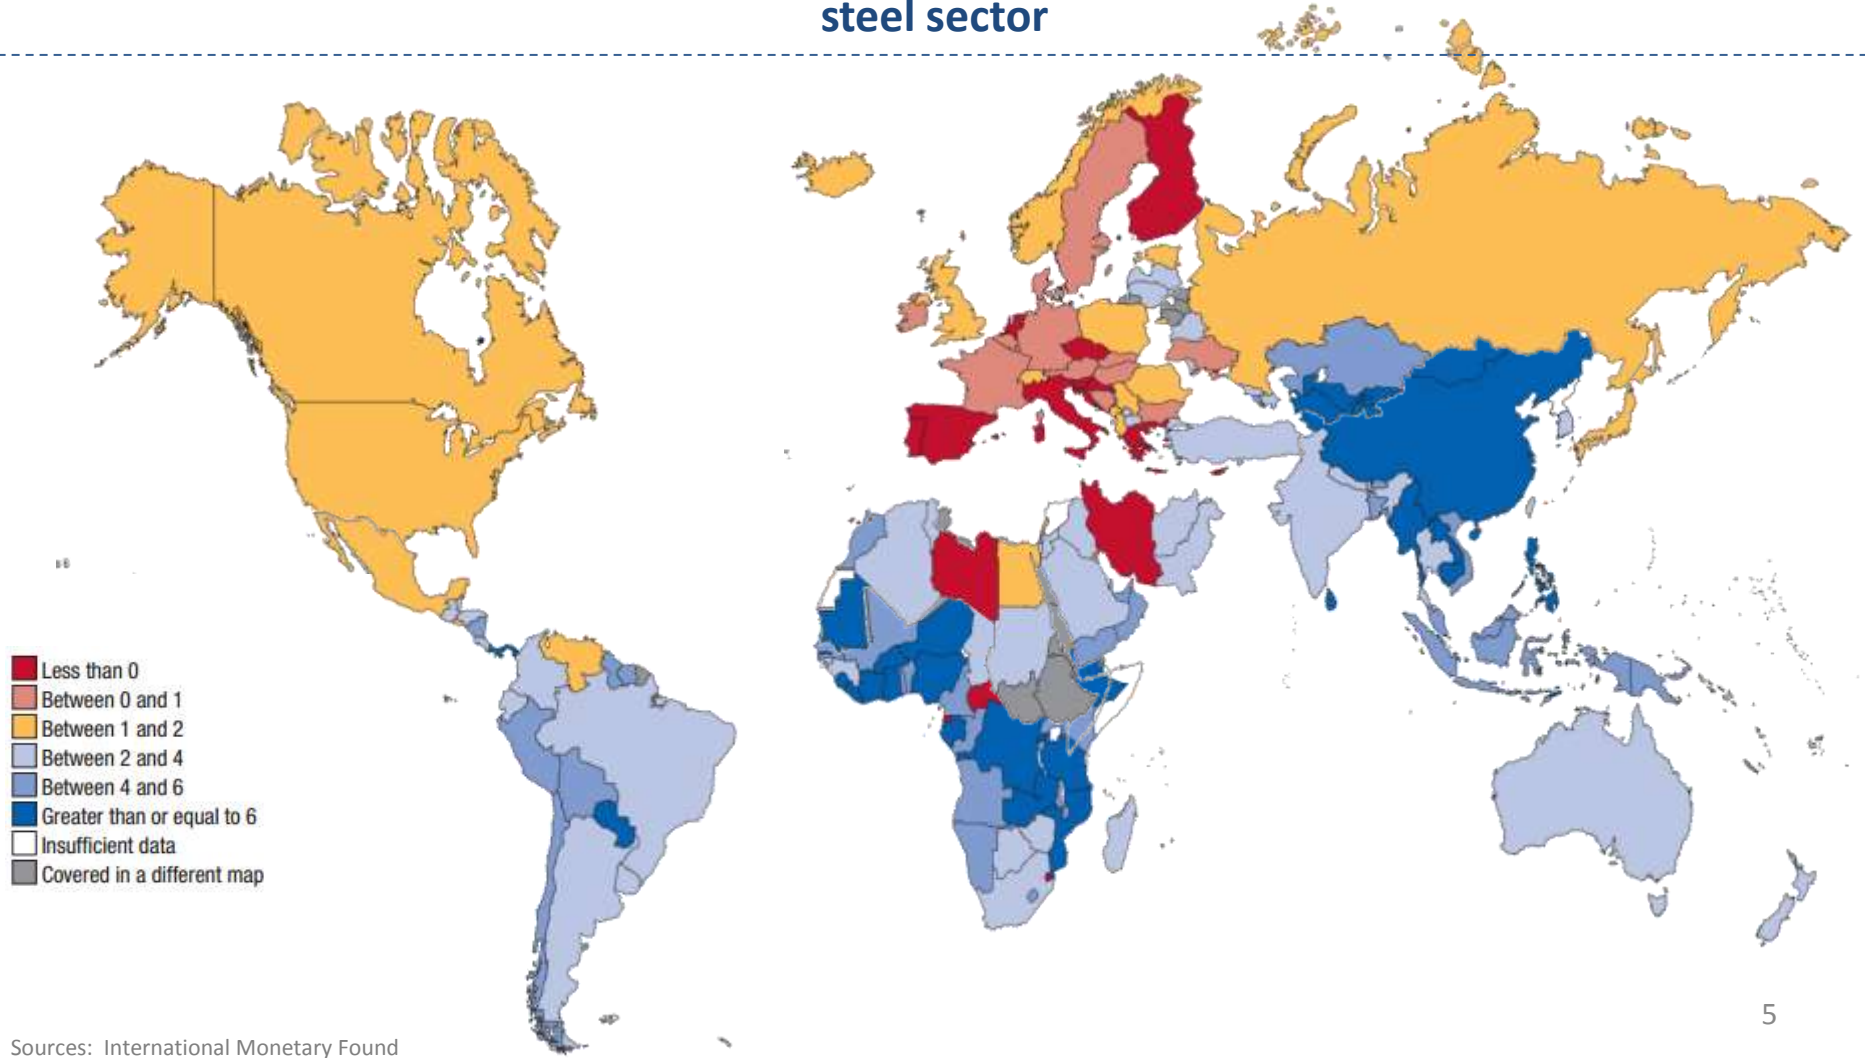 steel sector
Less than 0
Between 0 and 1
Between 1 and 2
Between 2 and 4
Between 4 and 6
Greater than or equal to 6
Insufficient data
Covered in a different map
5
Sources: International Monetary Found